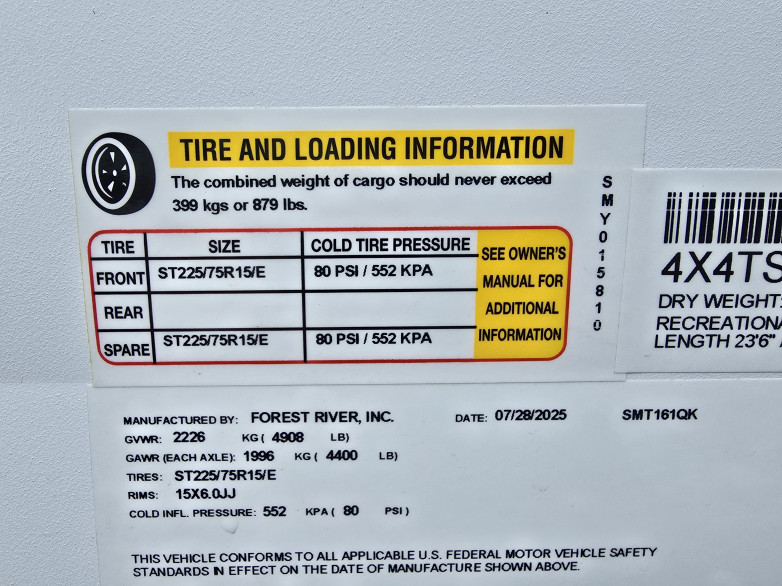 TIRE AND LOADING INFORMATION
The combined weight of cargo should never exceed
399 kgs or 879 lbs.
TIRE SIZE COLD TIRE PRESSURE
FRONT ST225/75R15/E 80 PSI / 552 KPA
REAR
SPARE ST225/75R15/E 80 PSI / 552 KPA
SEE OWNER'S
MANUAL FOR
ADDITIONAL
INFORMATION
SMY015810
4X4TS
DRY WEIGHT:
RECREATIONA
LENGTH 23'6"
MANUFACTURED BY: FOREST RIVER, INC. DATE: 07/28/2025 SMT161QK
GVWR: 2226 KG ( 4908 LB)
GAWR (EACH AXLE): 1996 KG ( 4400 LB)
TIRES: ST225/75R15/E
RIMS: 15X6.0JJ
COLD INFL. PRESSURE: 552 KPA ( 80 PSI )
THIS VEHICLE CONFORMS TO ALL APPLICABLE U.S. FEDERAL MOTOR VEHICLE SAFETY
STANDARDS IN EFFECT ON THE DATE OF MANUFACTURE SHOWN ABOVE.